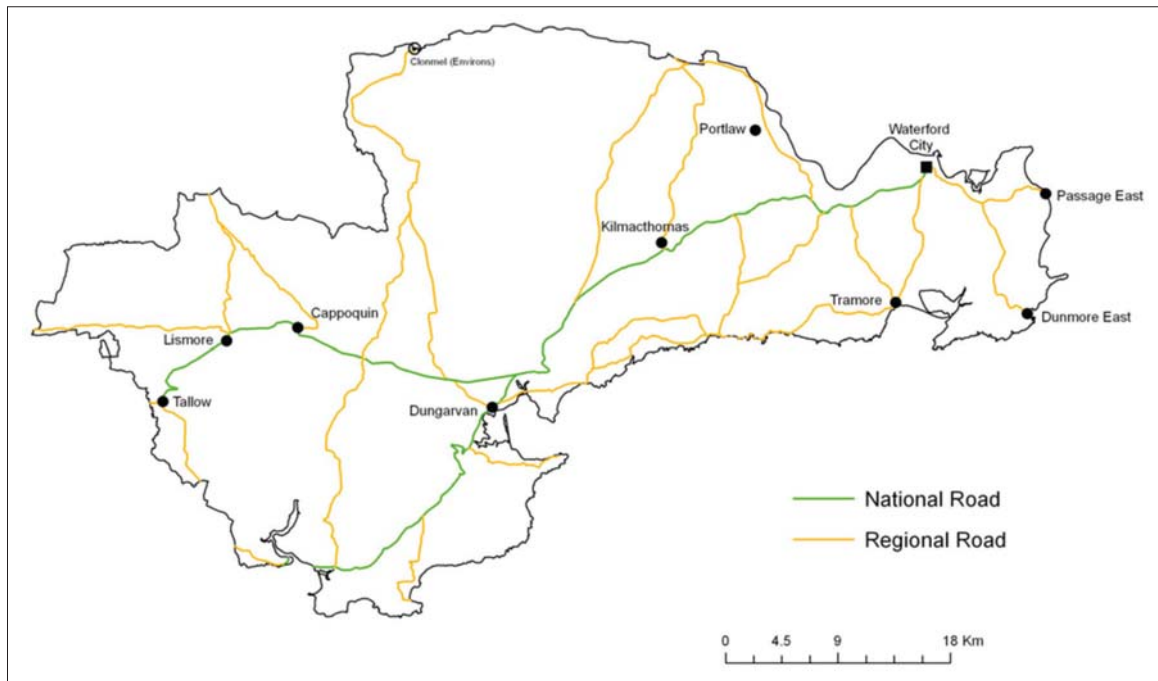 Clonmel (Environs)
Portlaw
Waterford
City
Passage East
Kilmacthomas
Tramore
Dunmore East
Cappoquin
Lismore
Tallow
Dungarvan
National Road
Regional Road
0 4.5 9 18 Km